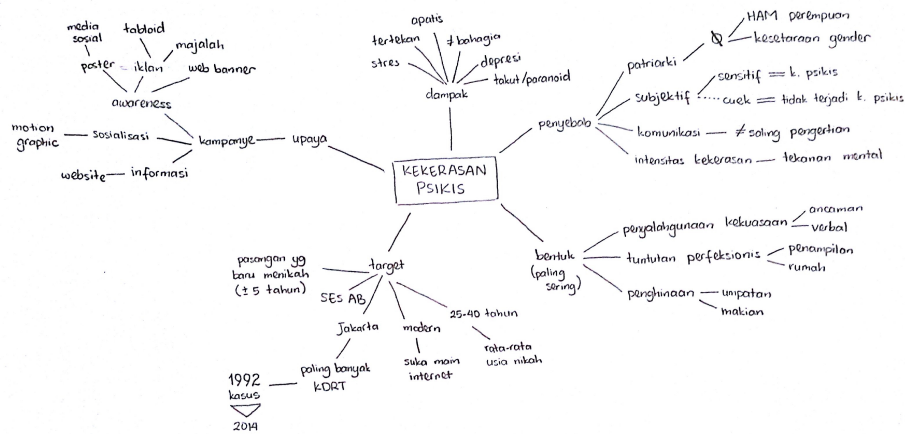 media
sosial
tabloid
majalah
poster
iklan
web banner
awareness
motion
graphic
sosialisasi
kampanye
upaya
website
informasi
apatis
tertekan
≠ bahagia
stres
depresi
takut/paranoid
dampak
KEKERASAN
PSIKIS
penyebab
patriarki
HAM perempuan
kesetaraan gender
subjektif
sensitif = k. psikis
cuek = tidak terjadi k. psikis
komunikasi
≠ saling pengertian
intensitas kekerasan
tekanan mental
bentuk
(paling
sering)
penyalahgunaan kekuasaan
ancaman
verbal
tuntutan perfeksionis
penampilan
rumah
penghinaan
umpatan
makian
target
pasangan yg
baru menikah
(± 5 tahun)
SES AB
Jakarta
paling banyak
KDRT
1992
kasus
2014
modern
suka main
internet
25-40 tahun
rata-rata
usia nikah